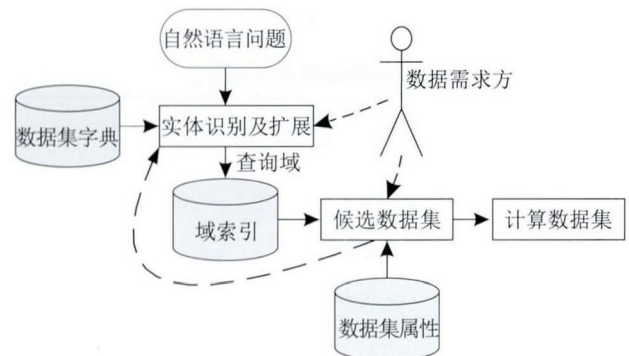 自然语言问题
数据需求方
数据集字典
实体识别及扩展
查询域
域索引
候选数据集
计算数据集
数据集属性